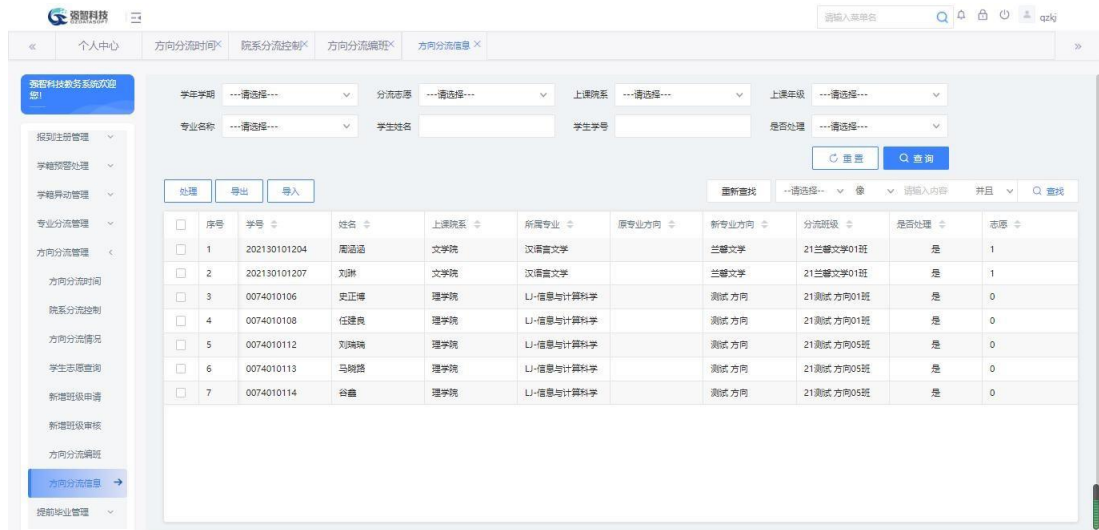 强智科技
QZDATASOFT
请输入菜单名
qzkj
«
个人中心
方向分流时间×
院系分流控制×
方向分流编班×
方向分流信息 ×
»
强智科技教务系统欢迎
您!
报到注册管理
学籍预警处理
学籍异动管理
专业分流管理
方向分流管理
方向分流时间
院系分流控制
方向分流情况
学生志愿查询
新增班级申请
新增班级审核
方向分流编班
方向分流信息 →
提前毕业管理
学年学期 ---请选择--- 分流志愿 ---请选择--- 上课院系 ---请选择--- 上课年级 ---请选择---
专业名称 ---请选择--- 学生姓名 学生学号 是否处理 ---请选择---
重置 查询
处理 导出 导入 重新查找 --请选择-- 像 请输入内容 并且 查找
序号 学号 姓名 上课院系 所属专业 原专业方向 新专业方向 分流班级 是否处理 志愿
1 202130101204 周涵涵 文学院 汉语言文学 兰馨文学 21兰馨文学01班 是 1
2 202130101207 刘琳 文学院 汉语言文学 兰馨文学 21兰馨文学01班 是 1
3 0074010106 史正博 理学院 LJ-信息与计算科学 测试 方向 21测试 方向01班 是 0
4 0074010108 任建良 理学院 LJ-信息与计算科学 测试 方向 21测试 方向01班 是 0
5 0074010112 刘瑞瑞 理学院 LJ-信息与计算科学 测试 方向 21测试 方向05班 是 0
6 0074010113 马晓路 理学院 LJ-信息与计算科学 测试 方向 21测试 方向05班 是 0
7 0074010114 谷鑫 理学院 LJ-信息与计算科学 测试 方向 21测试 方向05班 是 0